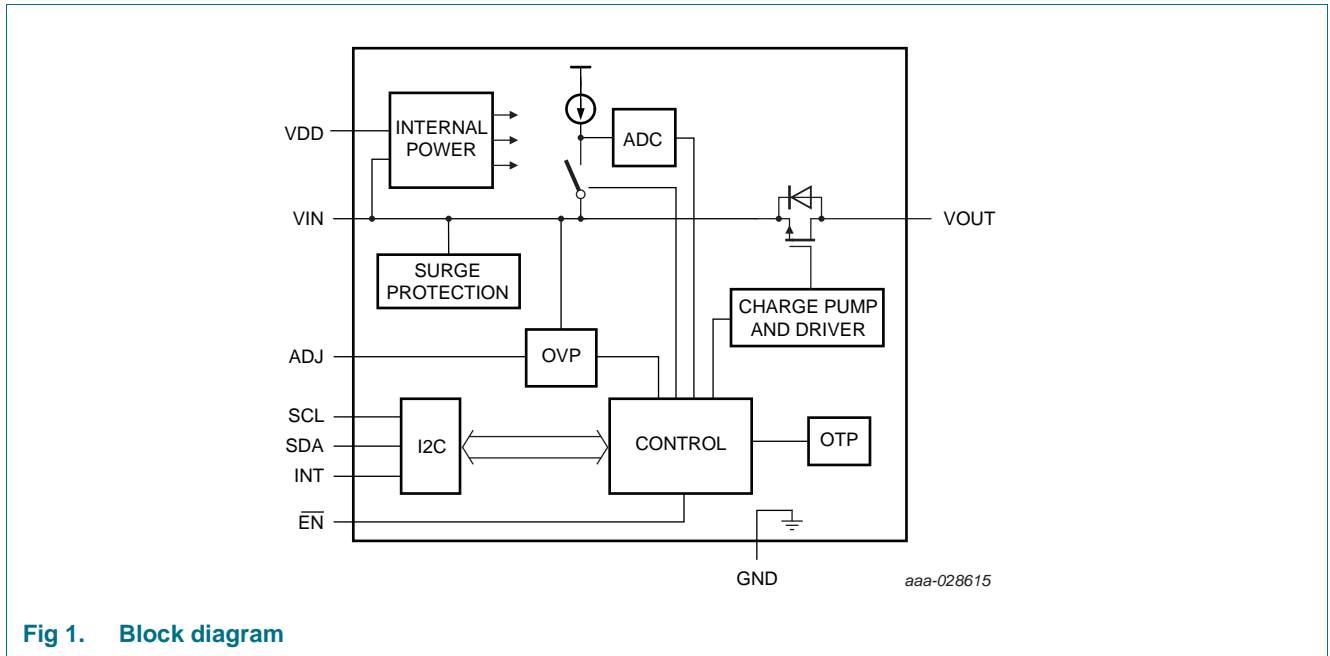 VDD
INTERNAL
POWER
ADC
VIN
VOUT
SURGE
PROTECTION
CHARGE PUMP
AND DRIVER
ADJ
OVP
SCL
SDA
INT
I2C
CONTROL
OTP
EN
GND
aaa-028615
Fig 1. Block diagram